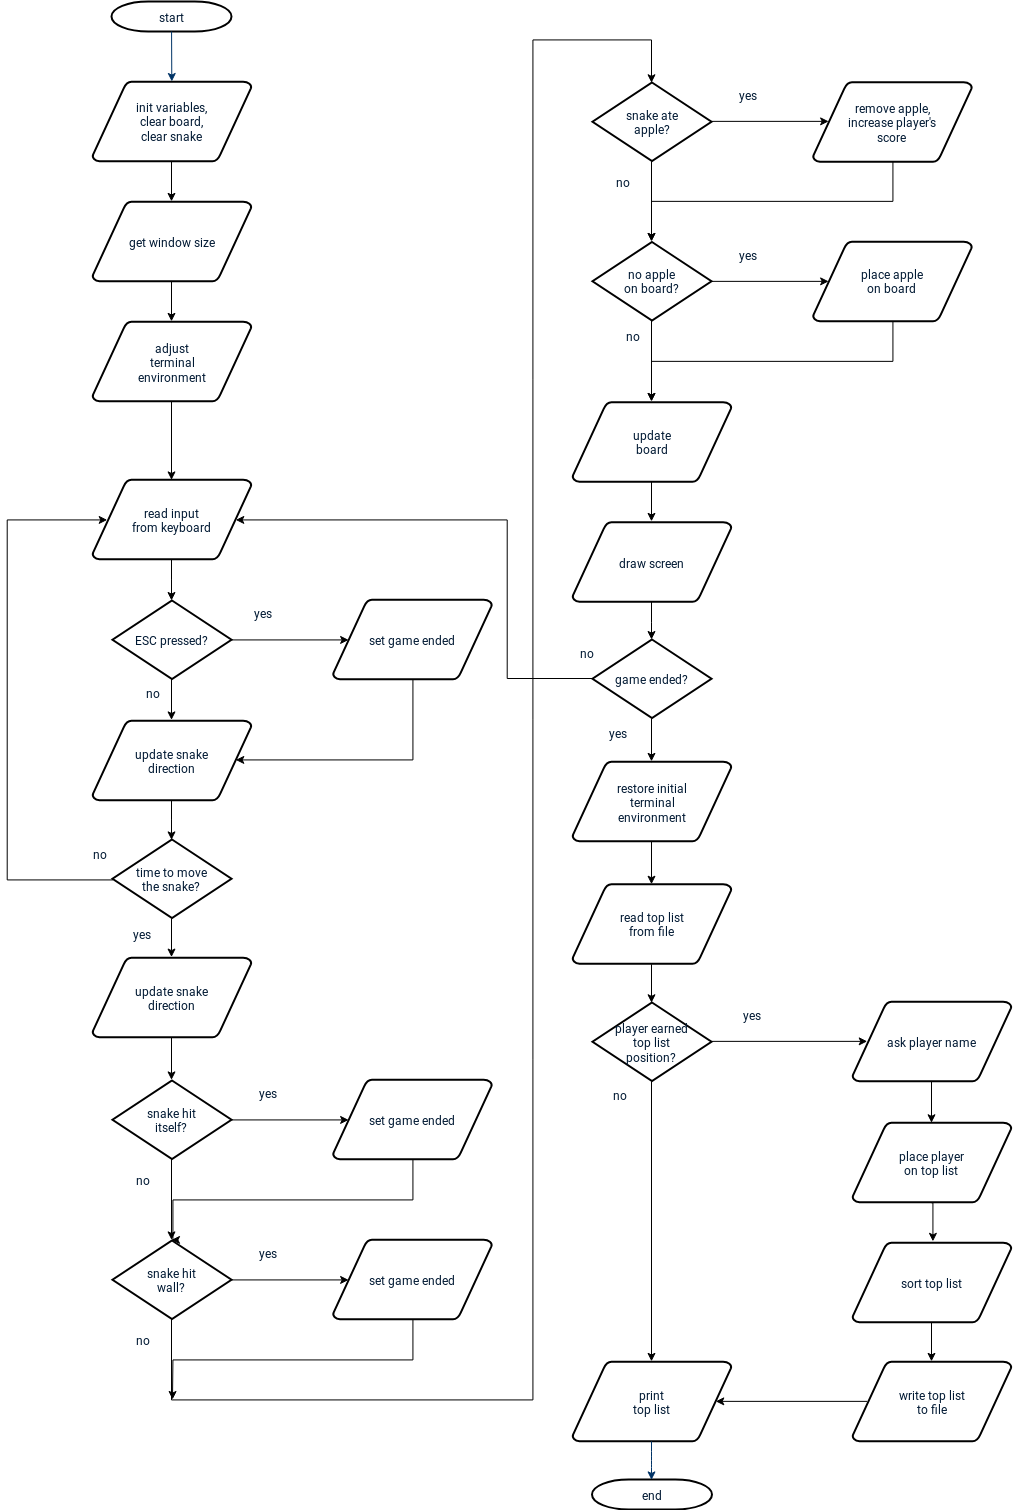 start
init variables,
clear board,
clear snake
get window size
adjust
terminal
environment
read input
from keyboard
ESC pressed?
yes
set game ended
no
update snake
direction
time to move
the snake?
no
yes
update snake
direction
snake hit
itself?
yes
set game ended
no
snake hit
wall?
yes
set game ended
no
snake ate
apple?
yes
remove apple,
increase player's
score
no
no apple
on board?
yes
place apple
on board
no
update
board
draw screen
game ended?
no
yes
restore initial
terminal
environment
read top list
from file
player earned
top list
position?
yes
ask player name
no
place player
on top list
sort top list
write top list
to file
print
top list
end